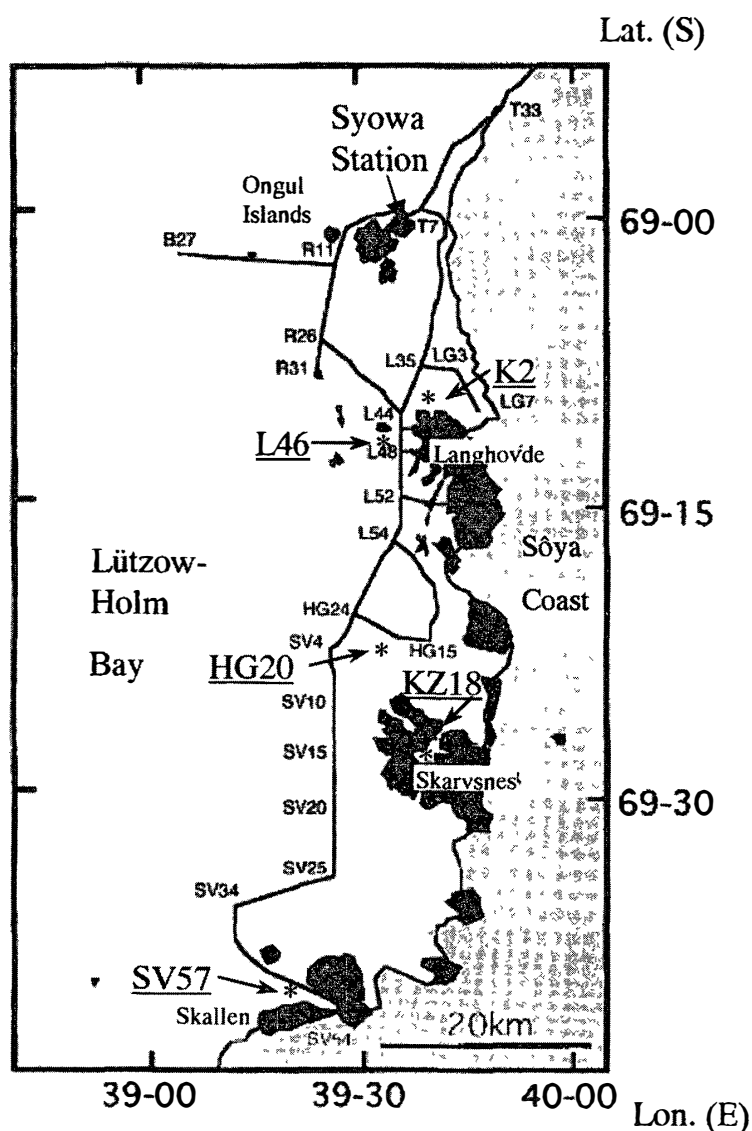 Lat. (S)
Syowa
Station
T33
Ongul
Islands
T7
69-00
B27
R11
R26
R31
L35
LG3
K2
LG7
L44
L46
L48
Langhovde
L52
69-15
L54
Lützow-
Holm
Bay
Sôya
Coast
HG24
SV4
HG15
HG20
KZ18
SV10
SV15
Skarvsnes
SV20
69-30
SV25
SV34
SV57
Skallen
20km
39-00
39-30
40-00
Lon. (E)